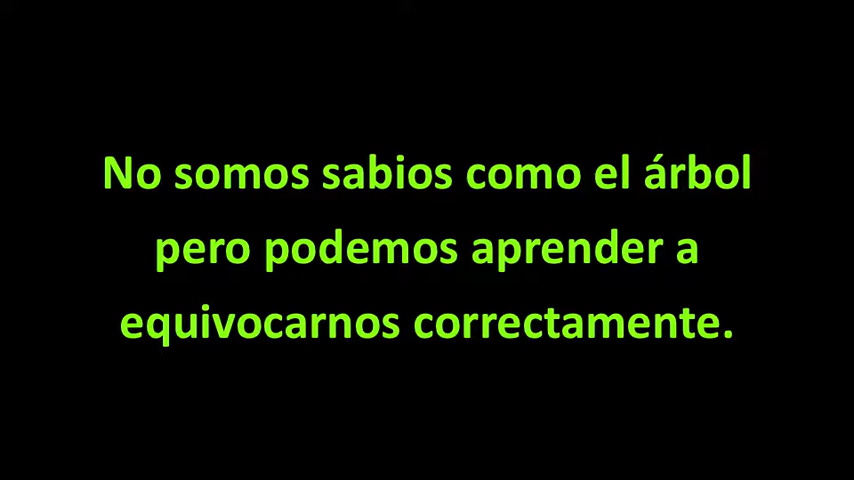 No somos sabios como el árbol
pero podemos aprender a
equivocarnos correctamente.